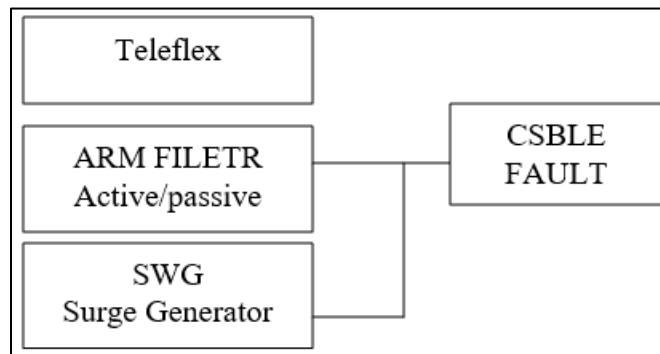 Teleflex
ARM FILETR
Active/passive
SWG
Surge Generator
CSBLE
FAULT